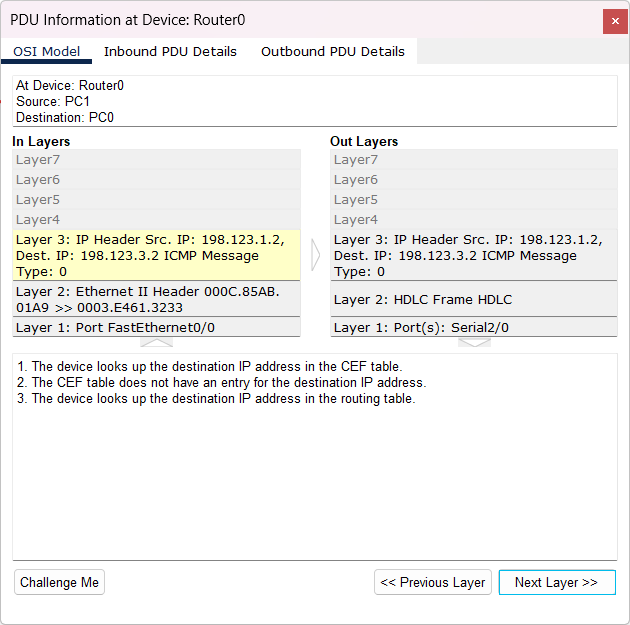 PDU Information at Device: Router0
×
OSI Model Inbound PDU Details Outbound PDU Details
At Device: Router0
Source: PC1
Destination: PC0
In Layers
Layer7
Layer6
Layer5
Layer4
Layer 3: IP Header Src. IP: 198.123.1.2,
Dest. IP: 198.123.3.2 ICMP Message
Type: 0
Layer 2: Ethernet II Header 000C.85AB.
01A9 >> 0003.E461.3233
Layer 1: Port FastEthernet0/0
Out Layers
Layer7
Layer6
Layer5
Layer4
Layer 3: IP Header Src. IP: 198.123.1.2,
Dest. IP: 198.123.3.2 ICMP Message
Type: 0
Layer 2: HDLC Frame HDLC
Layer 1: Port(s): Serial2/0
1. The device looks up the destination IP address in the CEF table.
2. The CEF table does not have an entry for the destination IP address.
3. The device looks up the destination IP address in the routing table.
Challenge Me
<< Previous Layer
Next Layer >>